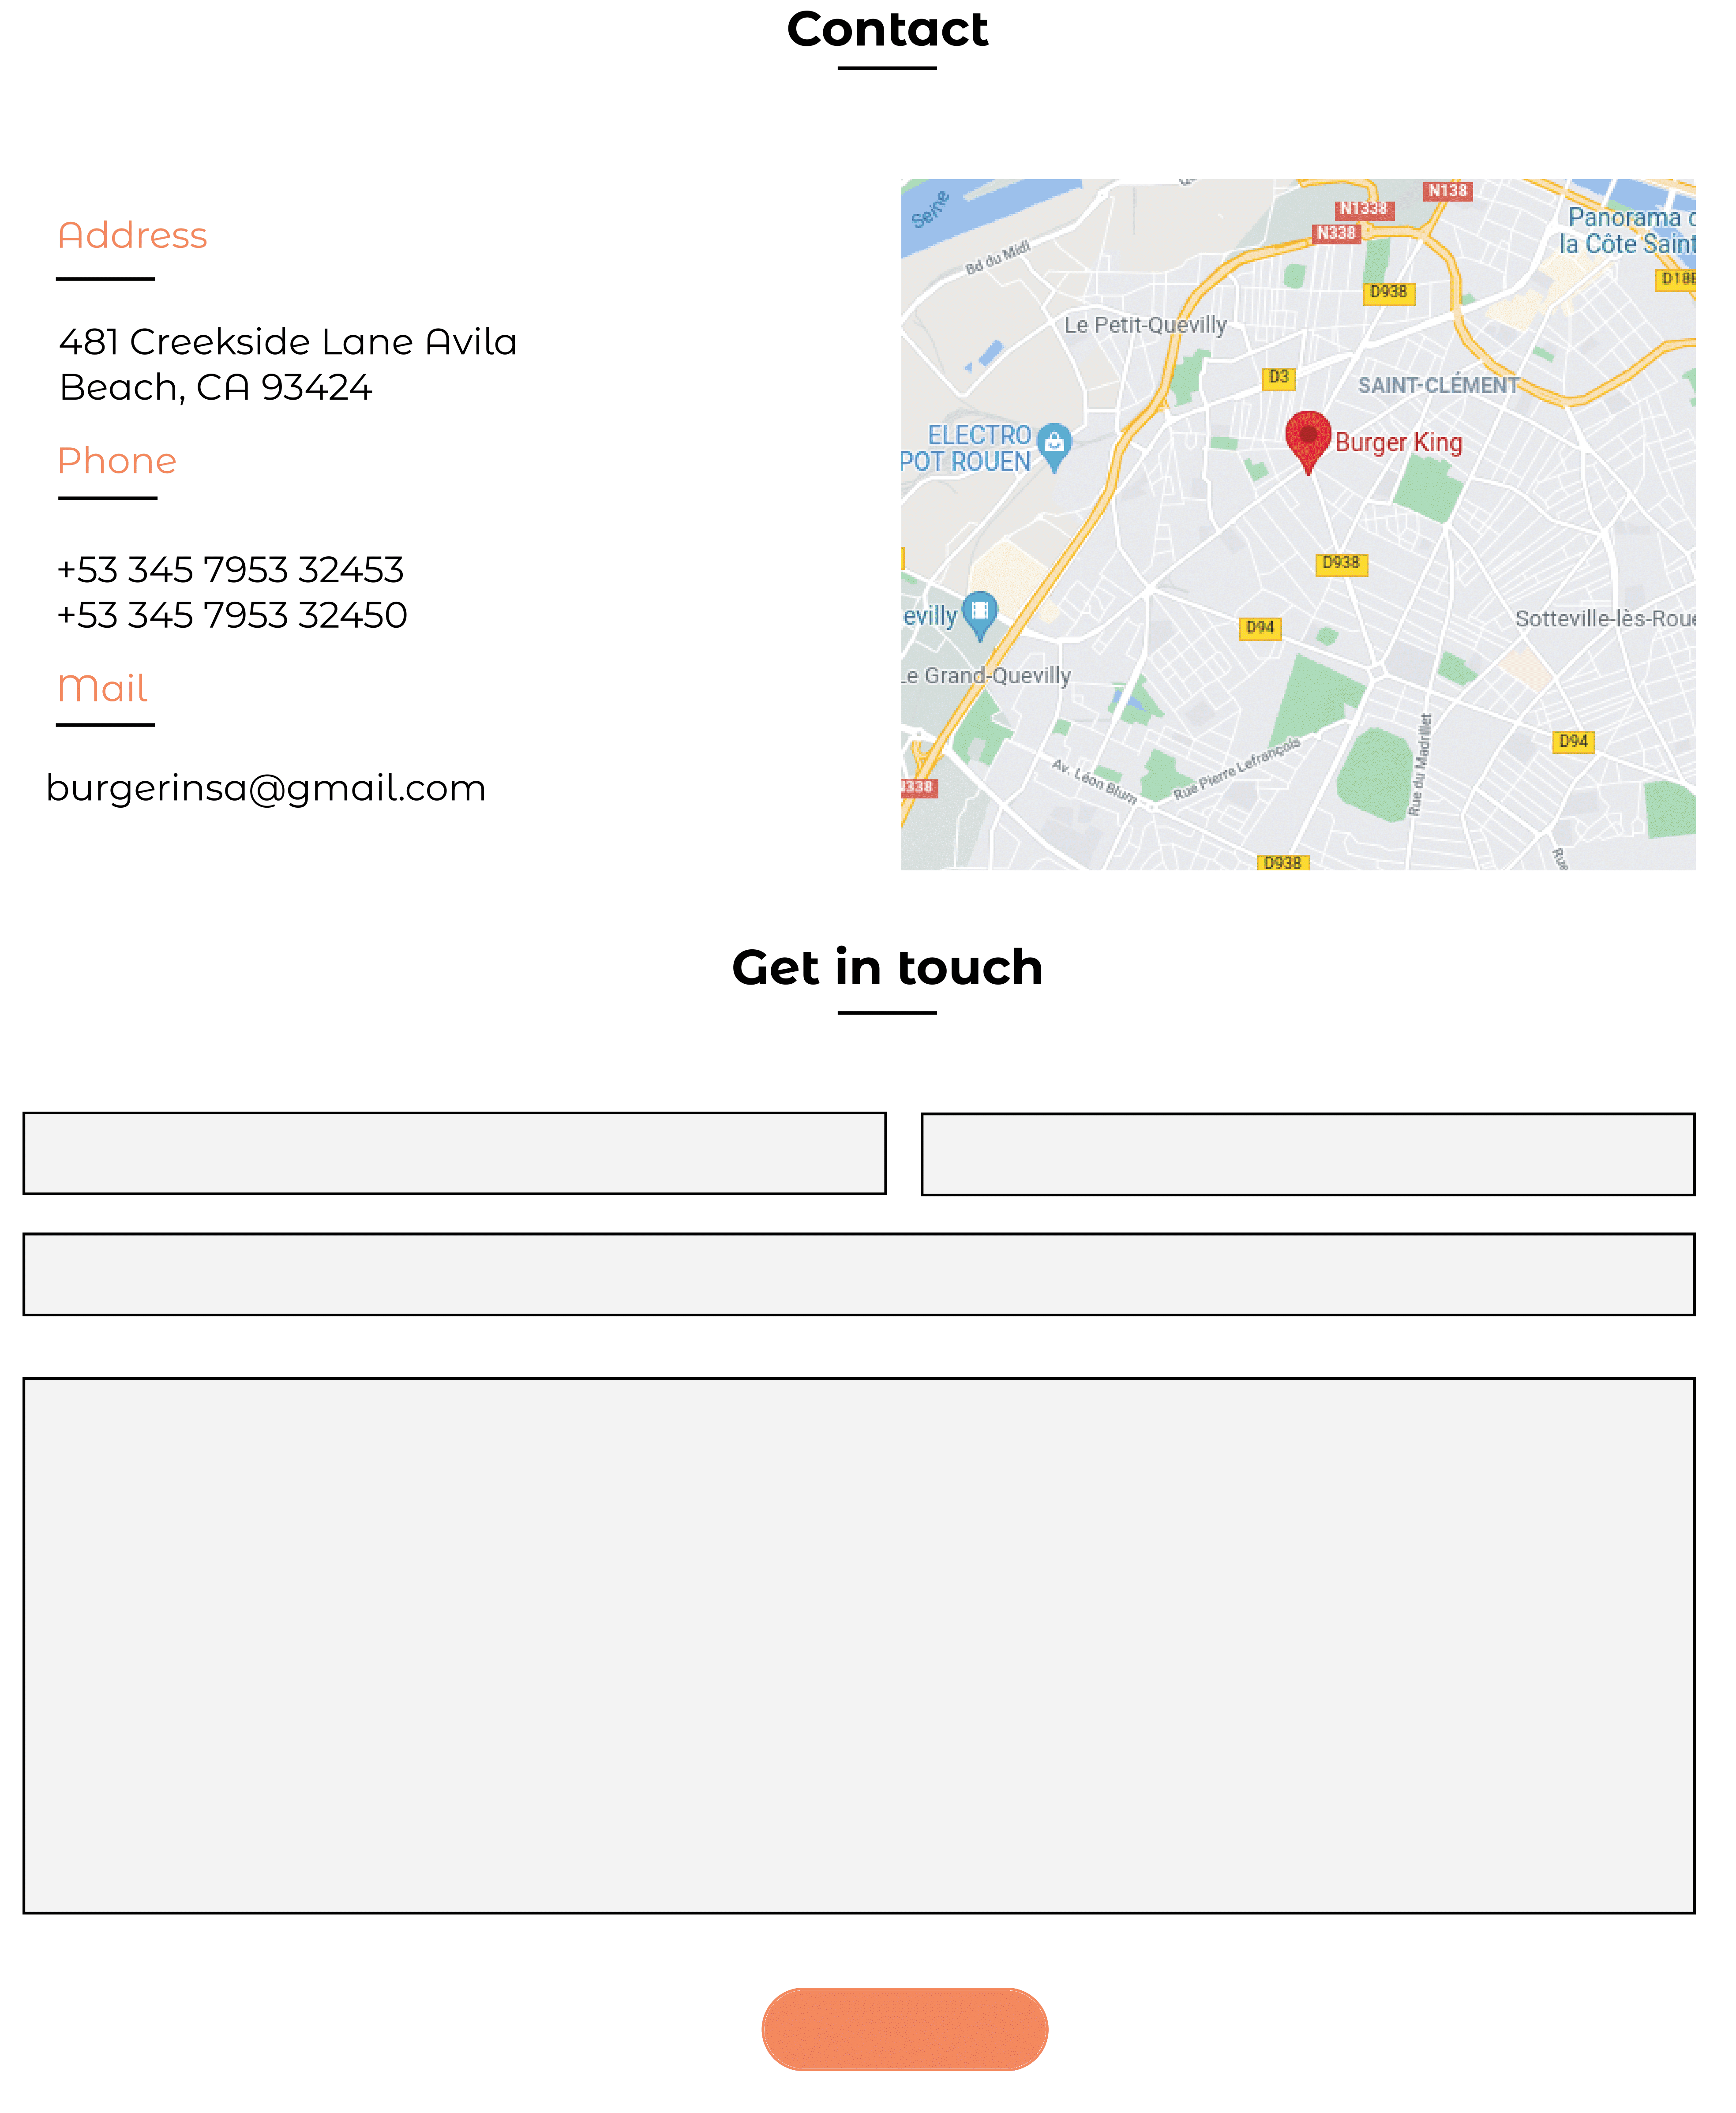 Contact
Address
481 Creekside Lane Avila
Beach, CA 93424
Phone
+53 345 7953 32453
+53 345 7953 32450
Mail
burgerinsa@gmail.com
Seine
Bd du Midi
N138
N1338
N338
Panorama
la Côte Saint
D18E
D938
Le Petit-Quevilly
D3
SAINT-CLÉMENT
ELECTRO
POT ROUEN
Burger King
D938
evilly
D94
Sotteville-lès-Roue
Le Grand-Quevilly
Av. Léon Blum
Rue Pierre Lefrançois
Rue du Madrillet
D94
N338
D938
Rue
Get in touch